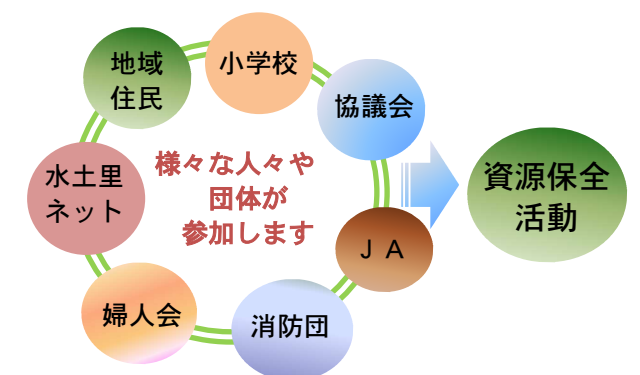 小学校
地域
住民
協議会
様々な人々や
団体が
参加します
水土里
ネット
資源保全
活動
ＪＡ
婦人会
消防団